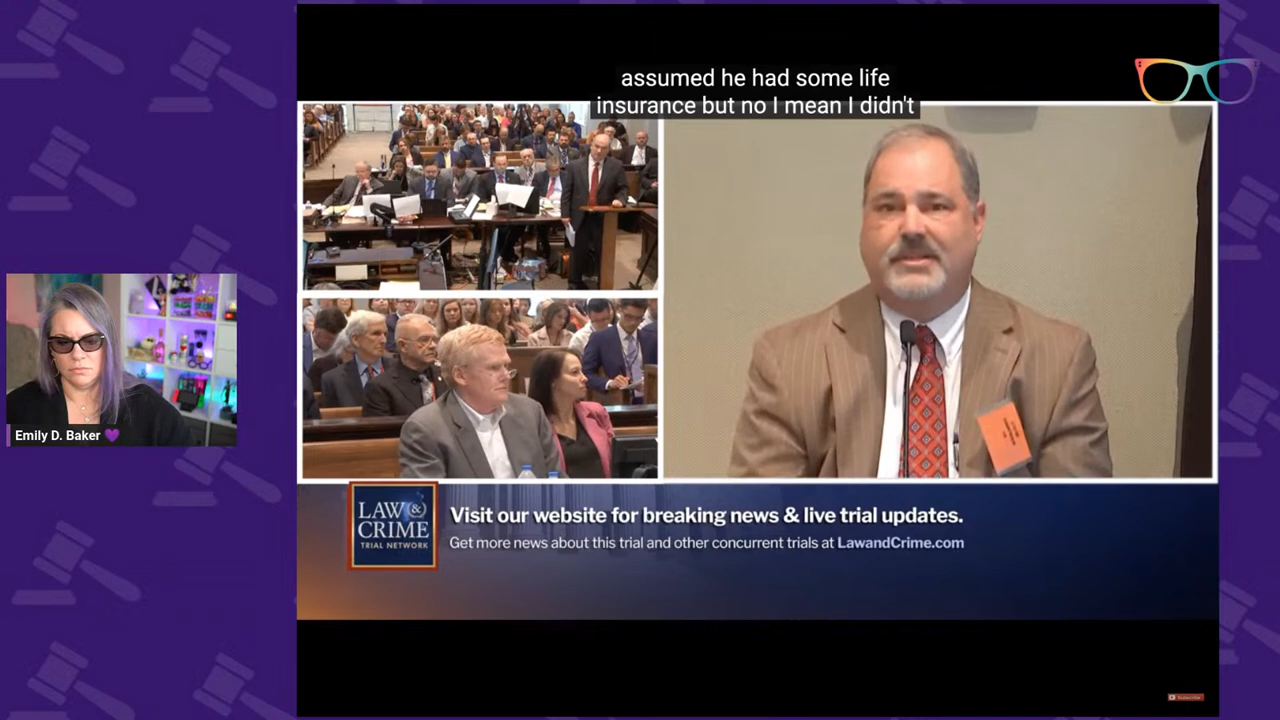 assumed he had some life
insurance but no I mean I didn't
Emily D. Baker 💜
LAW &
CRIME
TRIAL NETWORK
Visit our website for breaking news & live trial updates.
Get more news about this trial and other concurrent trials at LawandCrime.com
Subscribe